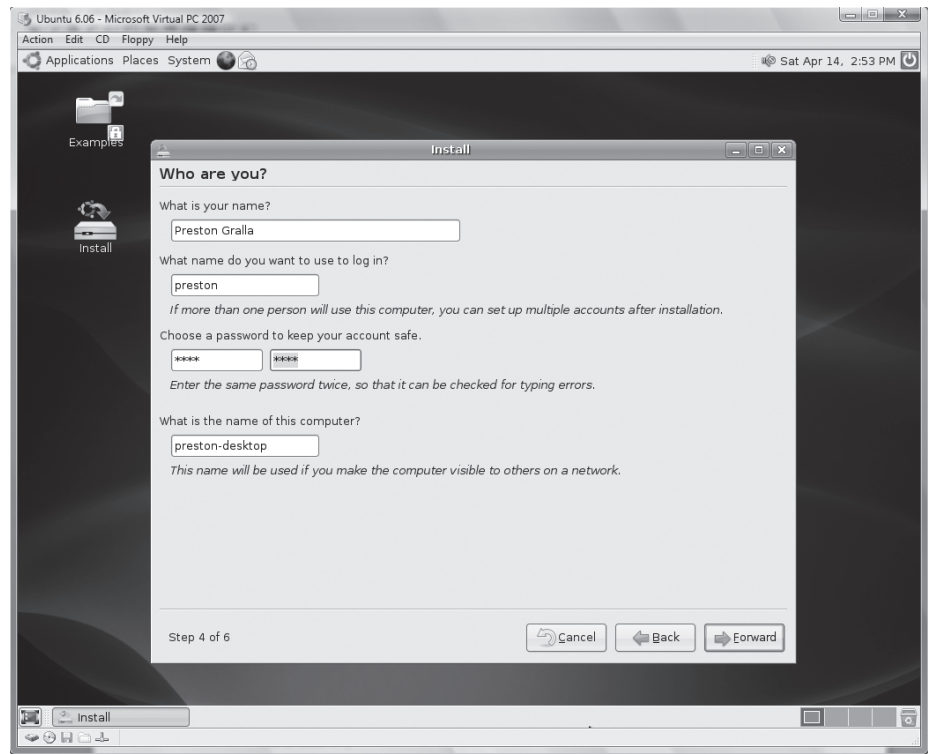 Ubuntu 6.06 - Microsoft Virtual PC 2007
Action Edit CD Floppy Help
Applications Places System
Sat Apr 14, 2:53 PM
Examples
Install
Install
Who are you?
What is your name?
Preston Gralla
What name do you want to use to log in?
preston
If more than one person will use this computer, you can set up multiple accounts after installation.
Choose a password to keep your account safe.
**** ****
Enter the same password twice, so that it can be checked for typing errors.
What is the name of this computer?
preston-desktop
This name will be used if you make the computer visible to others on a network.
Step 4 of 6
Cancel Back Forward
Install